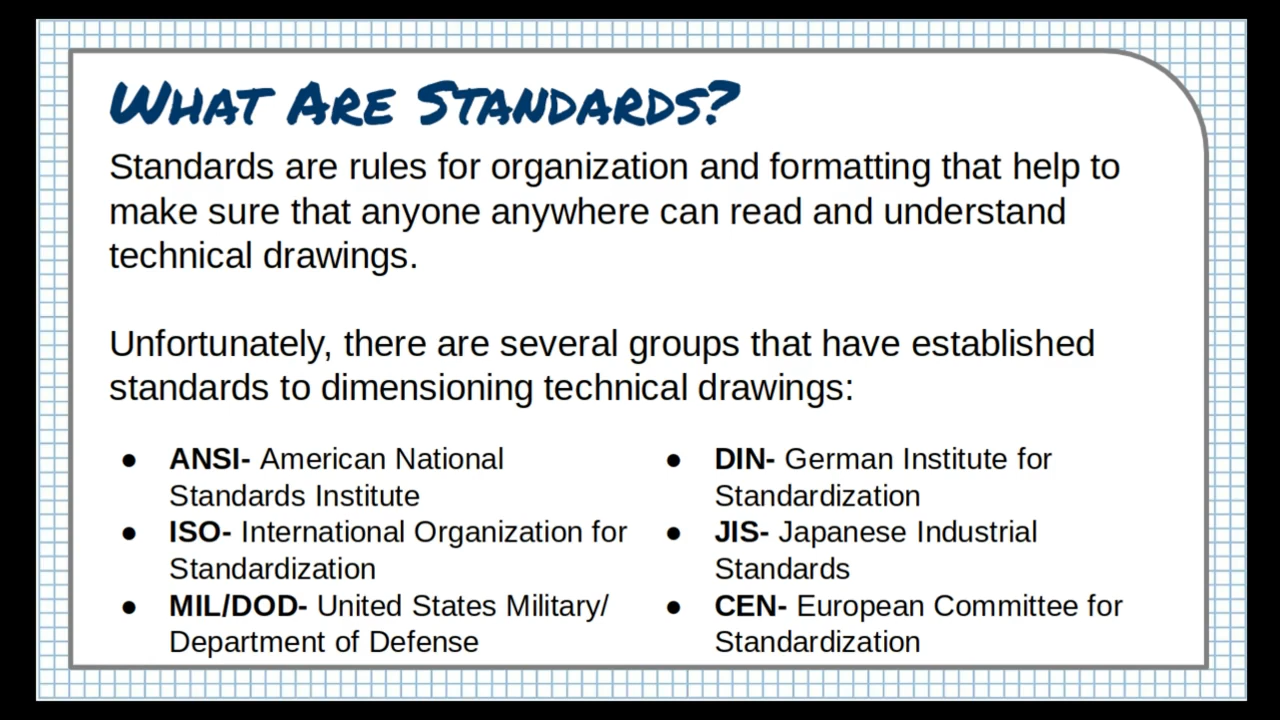 What Are Standards?
Standards are rules for organization and formatting that help to
make sure that anyone anywhere can read and understand
technical drawings.
Unfortunately, there are several groups that have established
standards to dimensioning technical drawings:
● ANSI- American National
Standards Institute
● ISO- International Organization for
Standardization
● MIL/DOD- United States Military/
Department of Defense
● DIN- German Institute for
Standardization
● JIS- Japanese Industrial
Standards
● CEN- European Committee for
Standardization